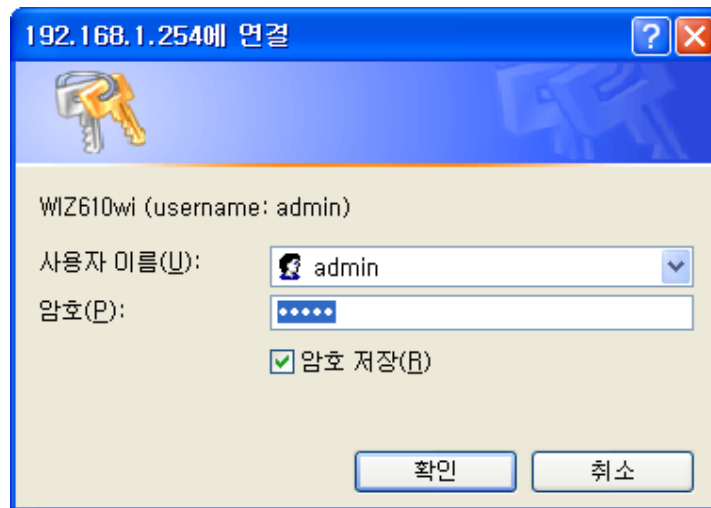 192.168.1.254에 연결
WIZ610wi (username: admin)
사용자 이름(U):
admin
암호(P):
•••••
암호 저장(R)
확인
취소